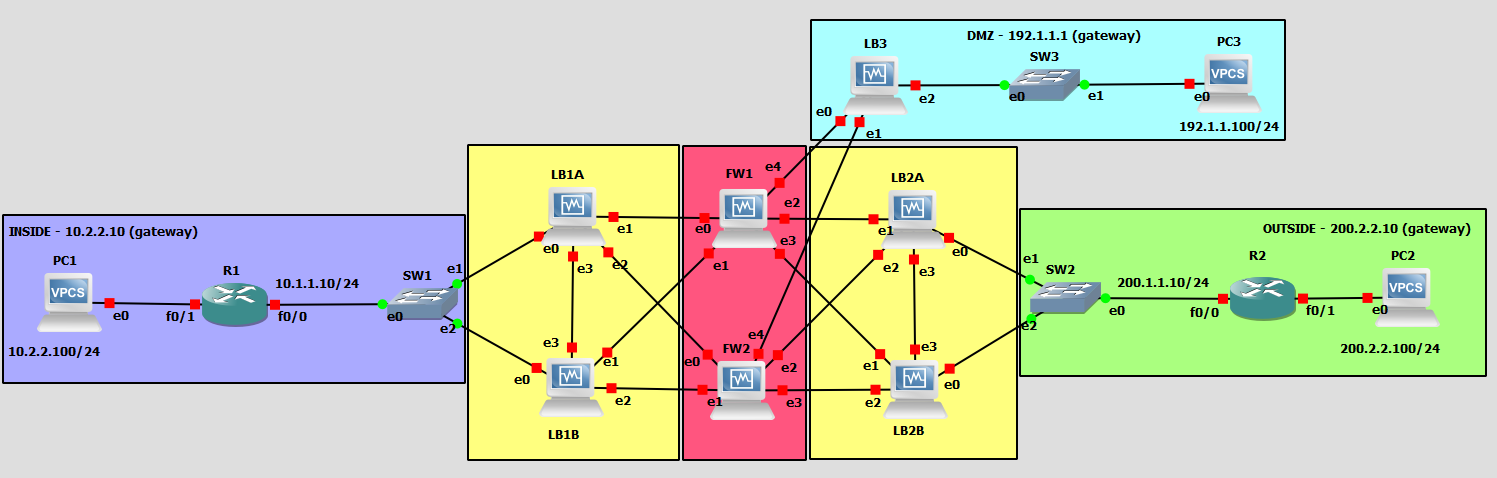 DMZ - 192.1.1.1 (gateway)
LB3
SW3
PC3
VPCS
e0
e1
e2
e0
e1
e0
192.1.1.100/24
LB1A
e0
e1
e3
e2
FW1
e4
e0
e2
e3
e1
LB2A
e1
e0
e2
e3
INSIDE - 10.2.2.10 (gateway)
PC1
VPCS
e0
10.2.2.100/24
R1
f0/1
f0/0
10.1.1.10/24
SW1
e1
e0
e2
OUTSIDE - 200.2.2.10 (gateway)
e1
SW2
e0
e2
200.1.1.10/24
R2
f0/0
f0/1
PC2
VPCS
e0
200.2.2.100/24
e3
e0
e1
e2
LB1B
FW2
e4
e0
e2
e1
e3
e3
e1
e0
e2
LB2B